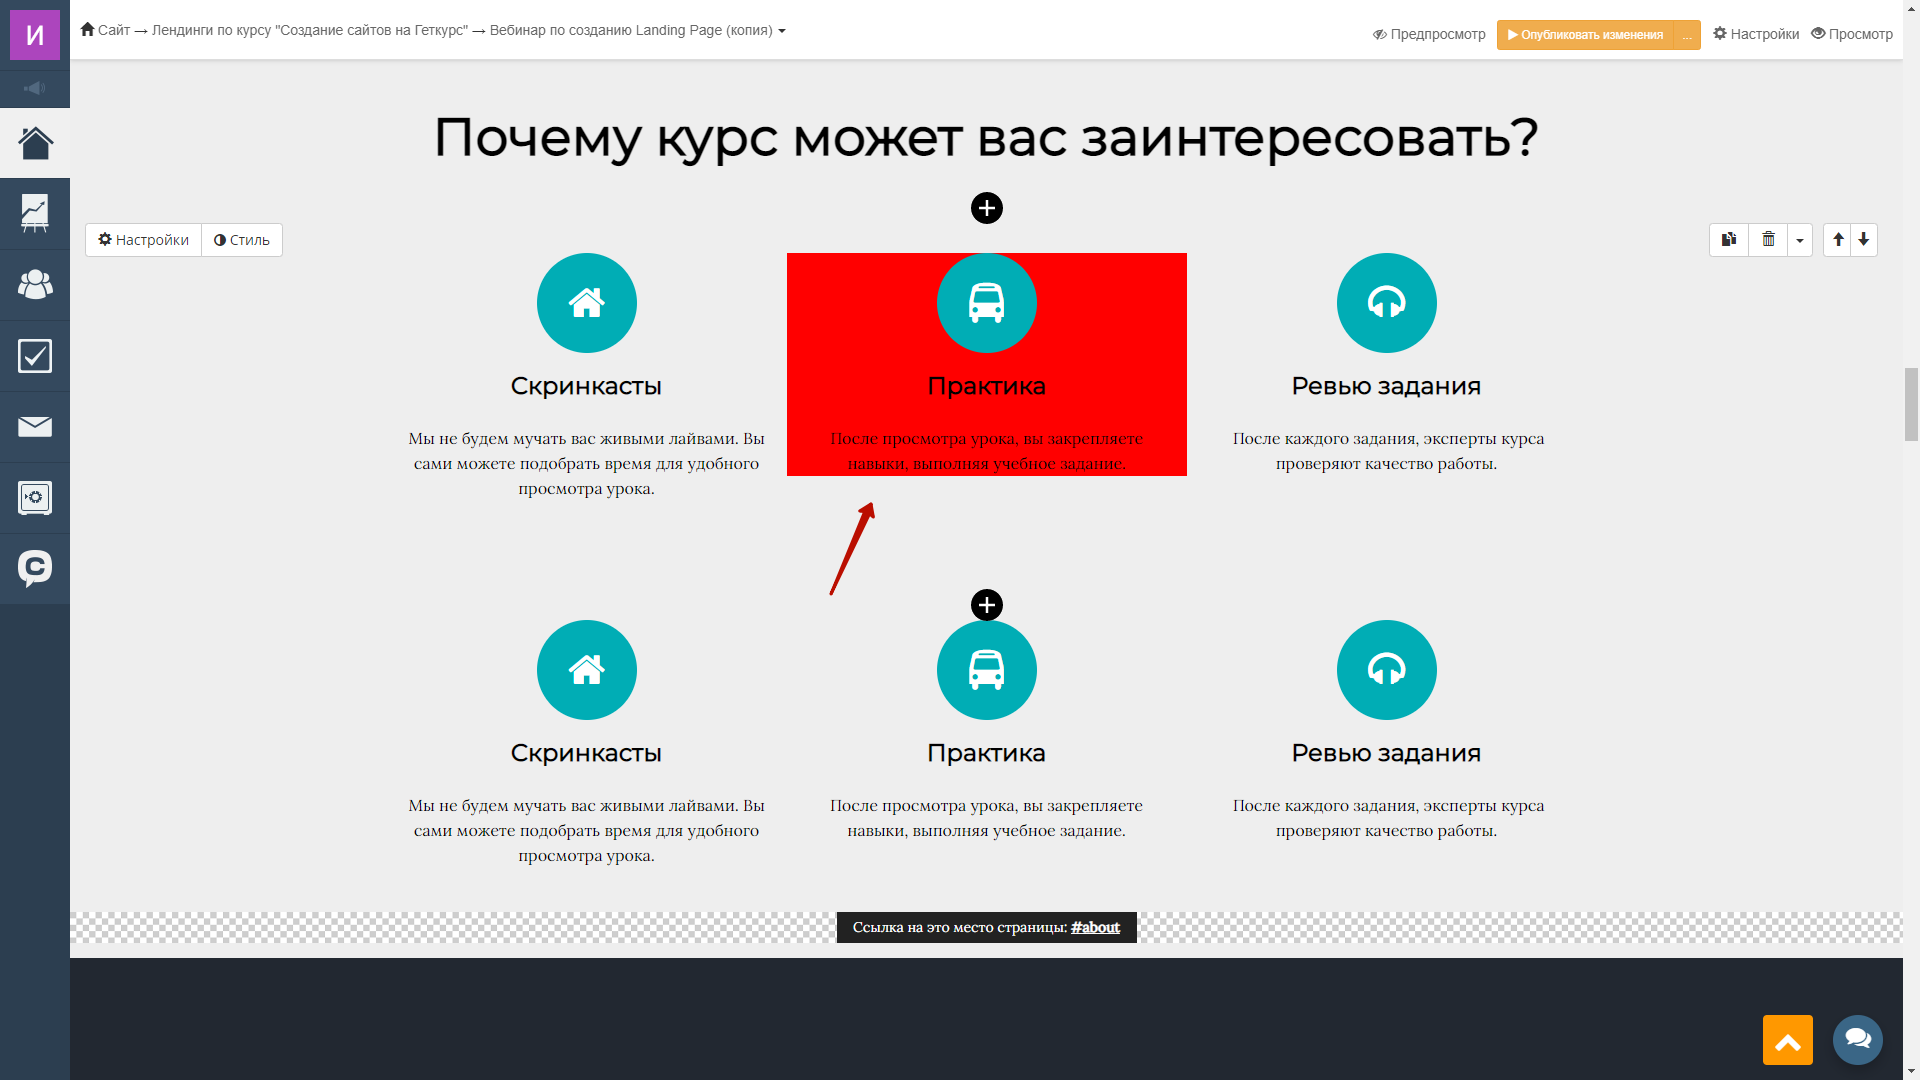 И
Сайт → Лендинги по курсу "Создание сайтов на Геткурс" → Вебинар по созданию Landing Page (копия)
Предпросмотр
Опубликовать изменения
...
Настройки
Просмотр
Почему курс может вас заинтересовать?
Настройки
Стиль
Скринкасты
Мы не будем мучать вас живыми лайвами. Вы
сами можете подобрать время для удобного
просмотра урока.
Практика
После просмотра урока, вы закрепляете
навыки, выполняя учебное задание.
Ревью задания
После каждого задания, эксперты курса
проверяют качество работы.
Скринкасты
Мы не будем мучать вас живыми лайвами. Вы
сами можете подобрать время для удобного
просмотра урока.
Практика
После просмотра урока, вы закрепляете
навыки, выполняя учебное задание.
Ревью задания
После каждого задания, эксперты курса
проверяют качество работы.
Ссылка на это место страницы: #about